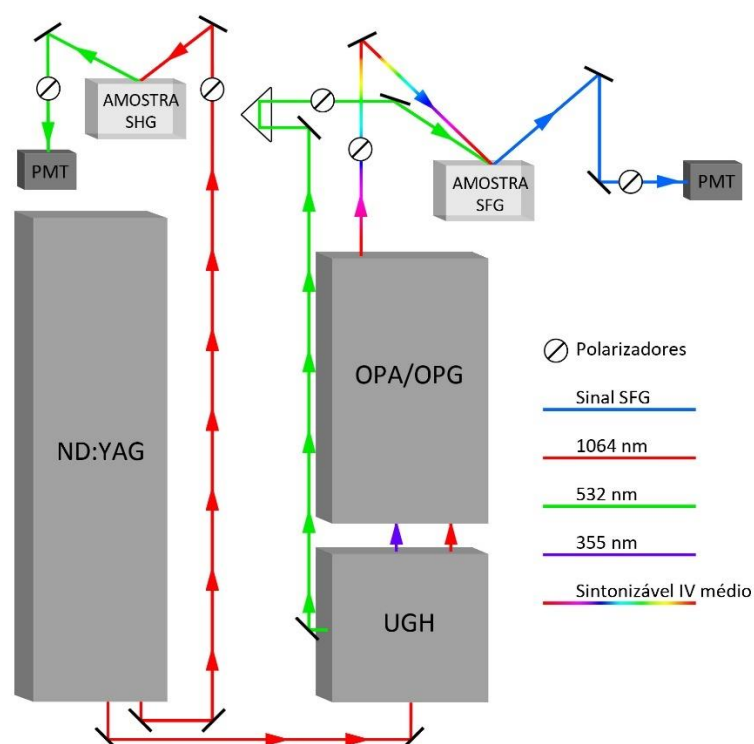 AMOSTRA
SHG
PMT
AMOSTRA
SFG
PMT
ND:YAG
OPA/OPG
UGH
Polarizadores
Sinal SFG
1064 nm
532 nm
355 nm
Sintonizável IV médio